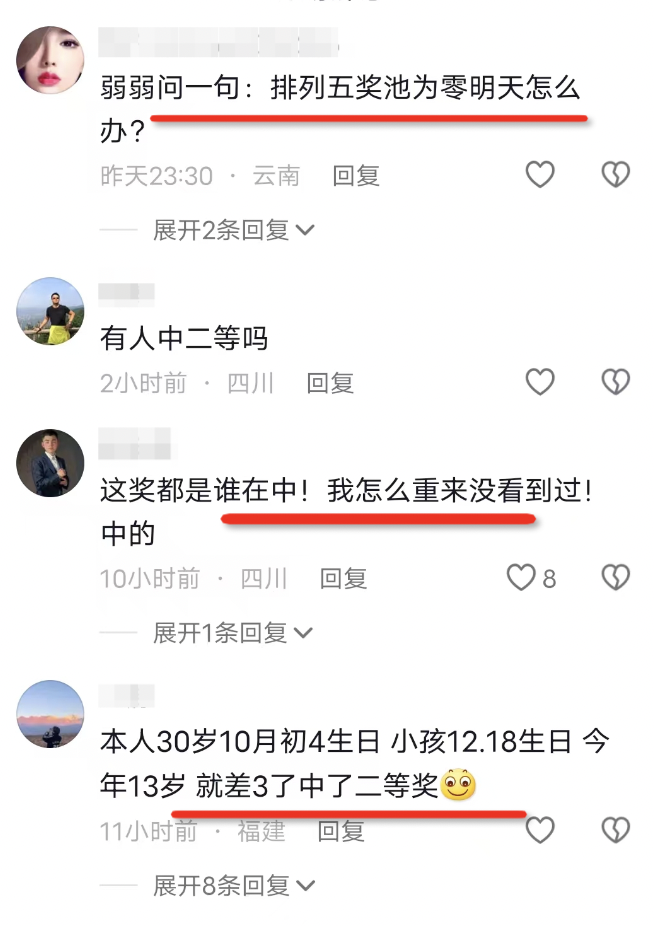 弱弱问一句：排列五奖池为零明天怎么
办？
昨天23:30 · 云南 回复
展开2条回复
有人中二等吗
2小时前 · 四川 回复
这奖都是谁在中！我怎么重来没看到过！
中的
10小时前 · 四川 回复 8
展开1条回复
本人30岁10月初4生日 小孩12.18生日 今
年13岁 就差3了中了二等奖
11小时前 · 福建 回复
展开8条回复